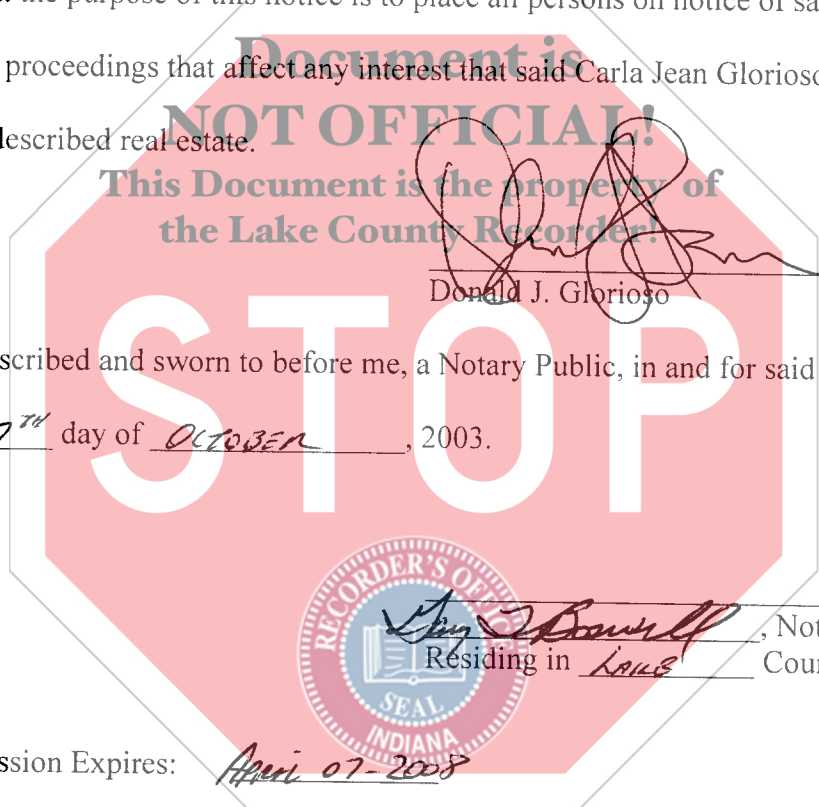 the purpose of this notice is to place all persons on notice of sa
Document is
proceedings that affect any interest that said Carla Jean Glorioso
NOT OFFICIAL!
described real estate.
This Document is the property of
the Lake County Recorder!
Donald J. Glorioso
STOP
scribed and sworn to before me, a Notary Public, in and for said
TH day of OCTOBER, 2003.
RECORDER'S OFFICE
SEAL
INDIANA
, Not
Residing in LAKE Coun
ssion Expires: April 07-2008